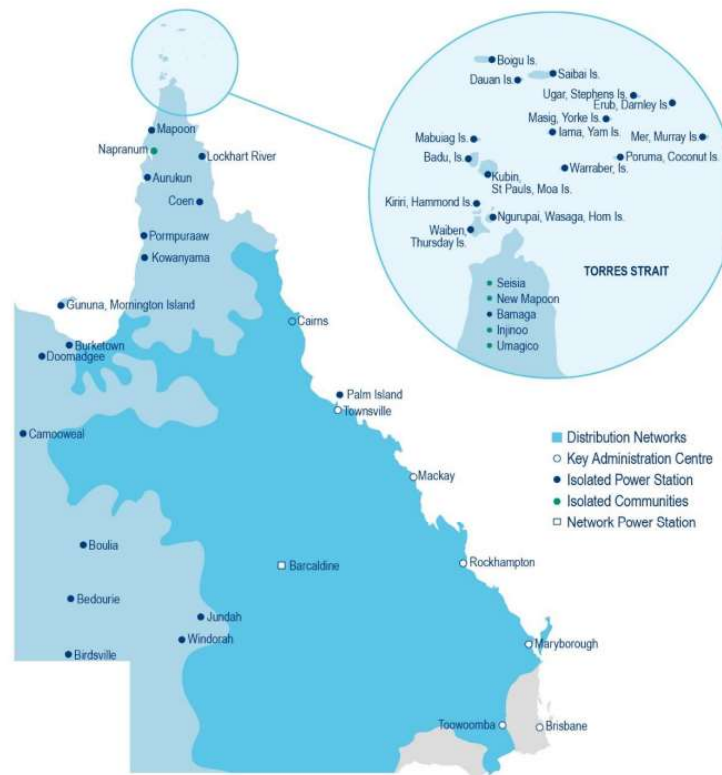 Boigu Is.
Dauan Is.
Saibai Is.
Ugar, Stephens Is.
Erub, Darnley Is.
Masig, Yorke Is.
Iama, Yam Is.
Mer, Murray Is.
Mabuiag Is.
Badu, Is.
Poruma, Coconut Is.
Warraber, Is.
Kubin,
St Pauls, Moa Is.
Kiriri, Hammond Is.
Ngurupai, Wasaga, Horn Is.
Waiben,
Thursday Is.
TORRES STRAIT
Seisia
New Mapoon
Bamaga
Injinoo
Umagico
Mapoon
Napranum
Lockhart River
Aurukun
Coen
Pormpuraaw
Kowanyama
Gununa, Mornington Island
Cairns
Burketown
Doomadgee
Palm Island
Townsville
Camooweal
Mackay
Distribution Networks
Key Administration Centre
Isolated Power Station
Isolated Communities
Network Power Station
Boulia
Barcaldine
Rockhampton
Bedourie
Jundah
Windorah
Birdsville
Maryborough
Toowoomba
Brisbane